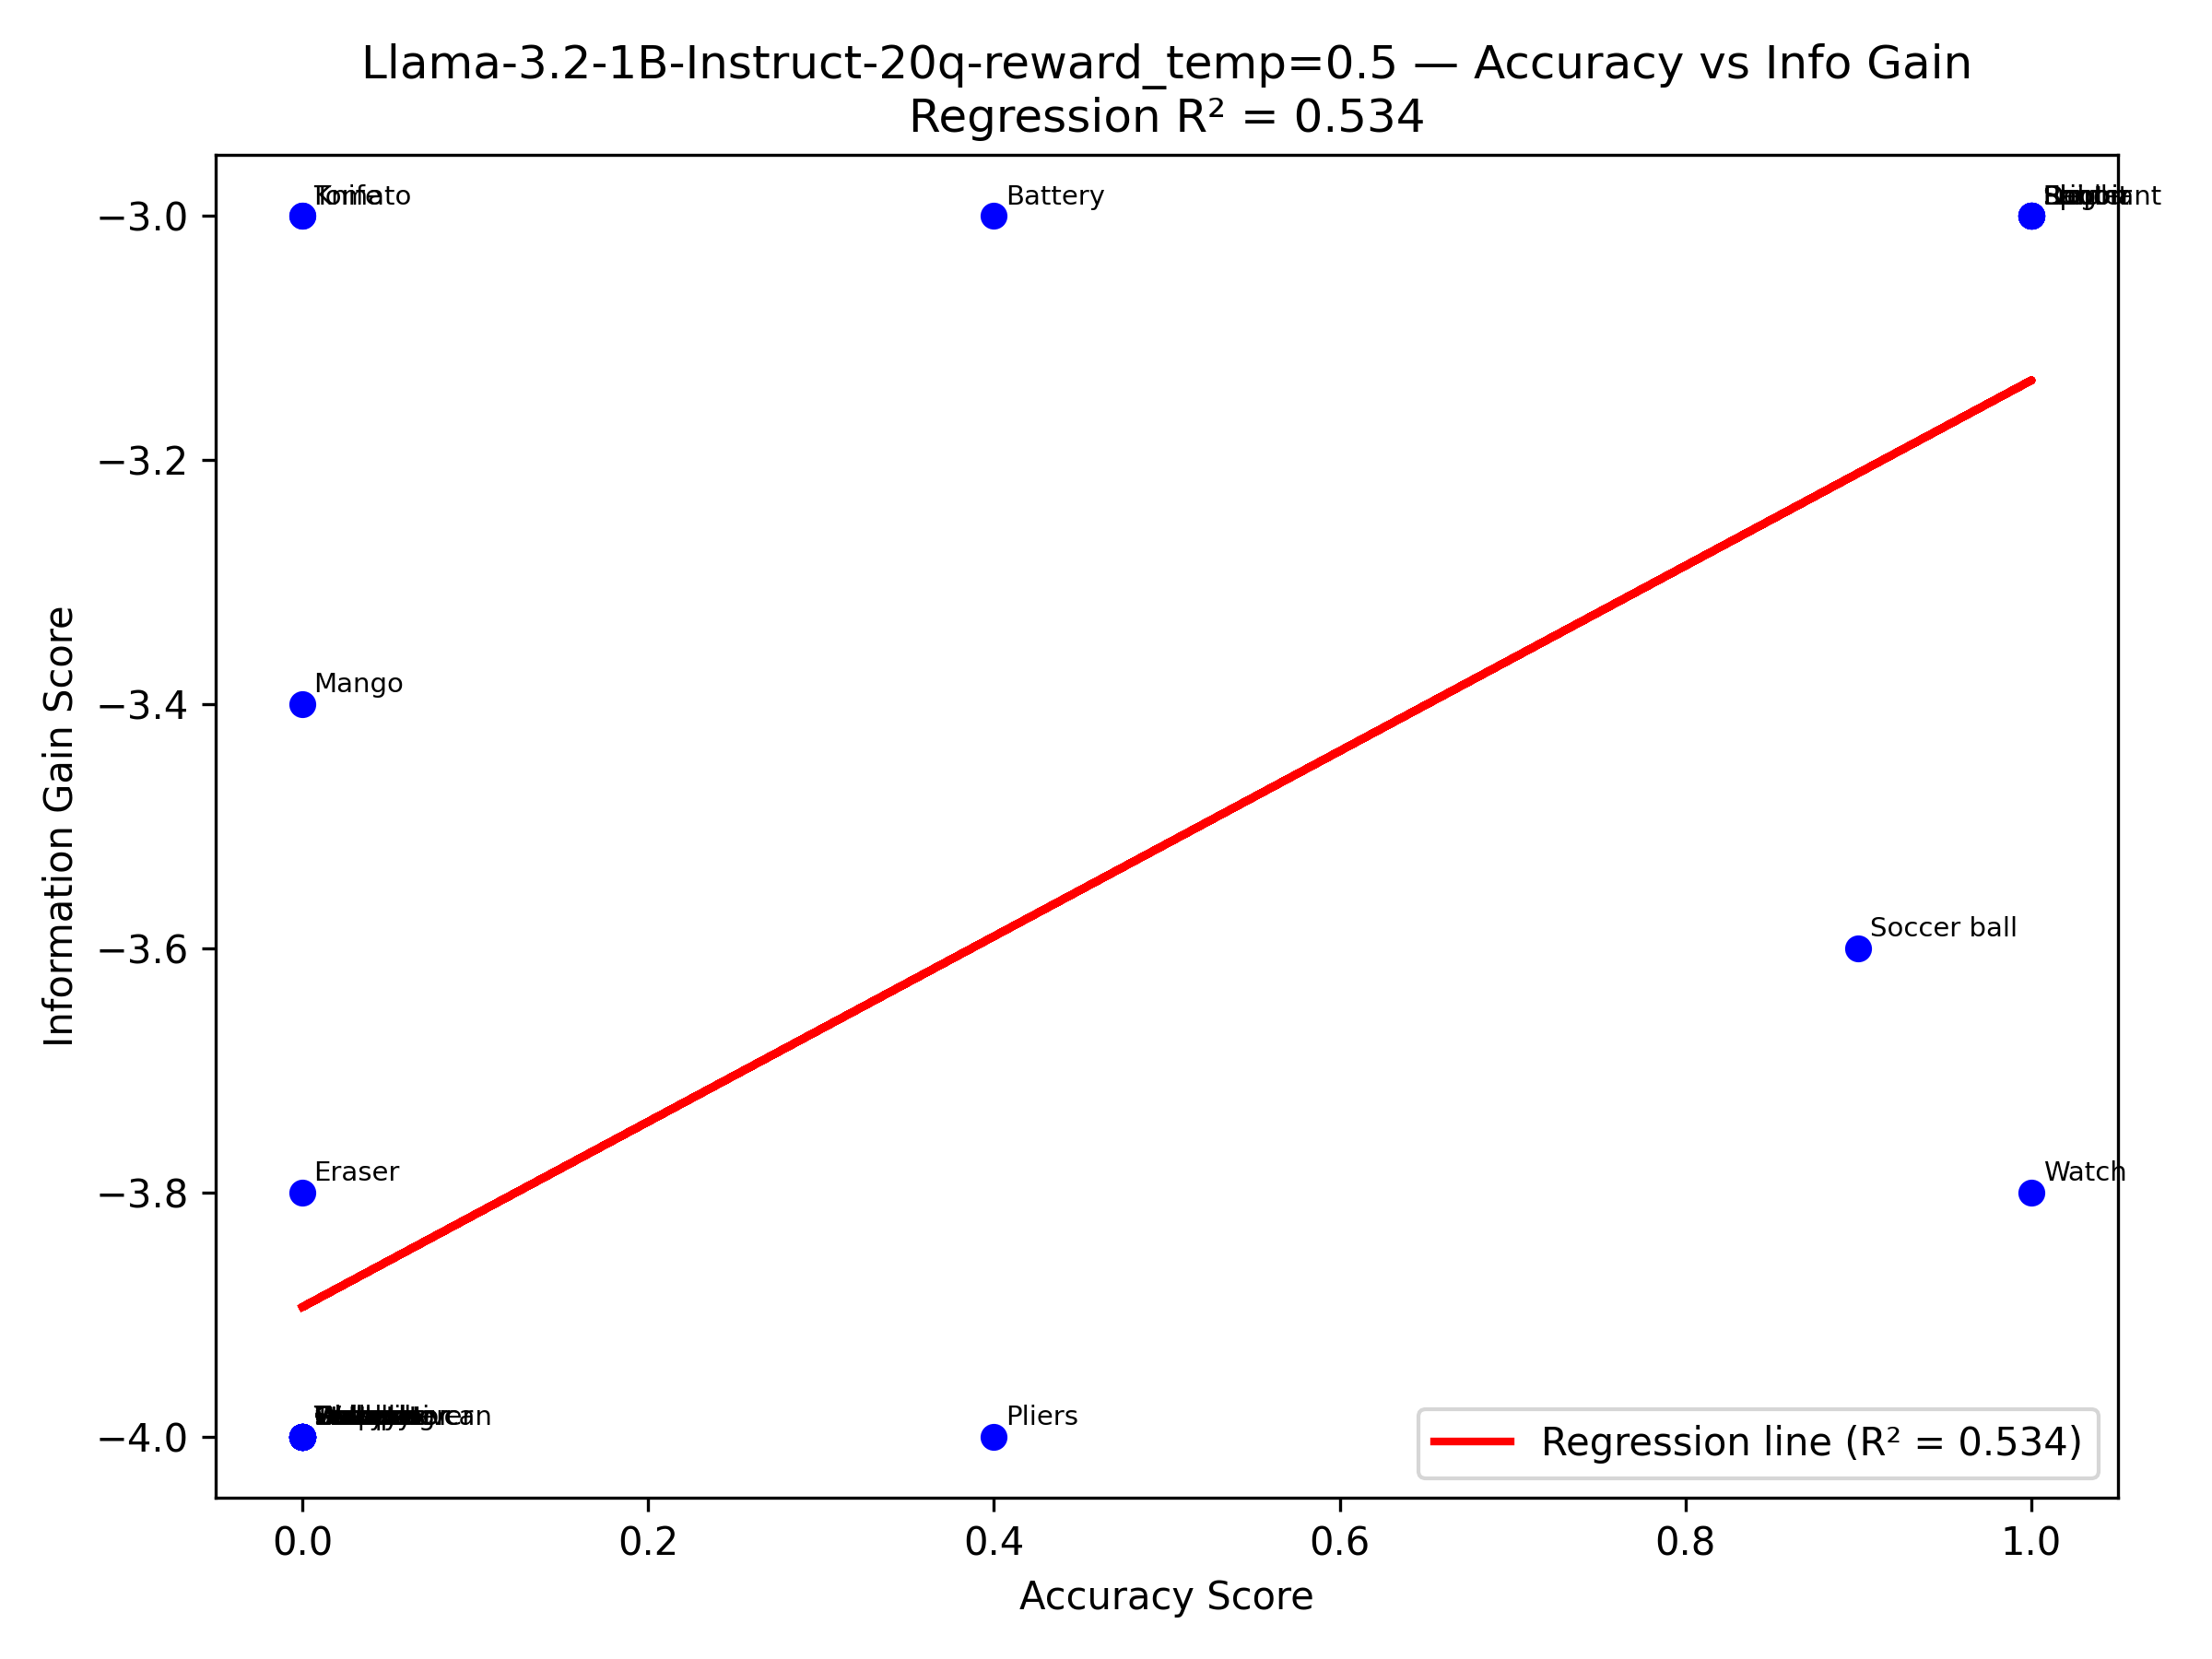 Llama-3.2-1B-Instruct-20q-reward_temp=0.5 — Accuracy vs Info Gain
Regression R² = 0.534
Information Gain Score
−3.0
−3.2
−3.4
−3.6
−3.8
−4.0
Tomato
Knife
Battery
Mango
Soccer ball
Eraser
Watch
Pliers
Regression line (R² = 0.534)
0.0
0.2
0.4
0.6
0.8
1.0
Accuracy Score